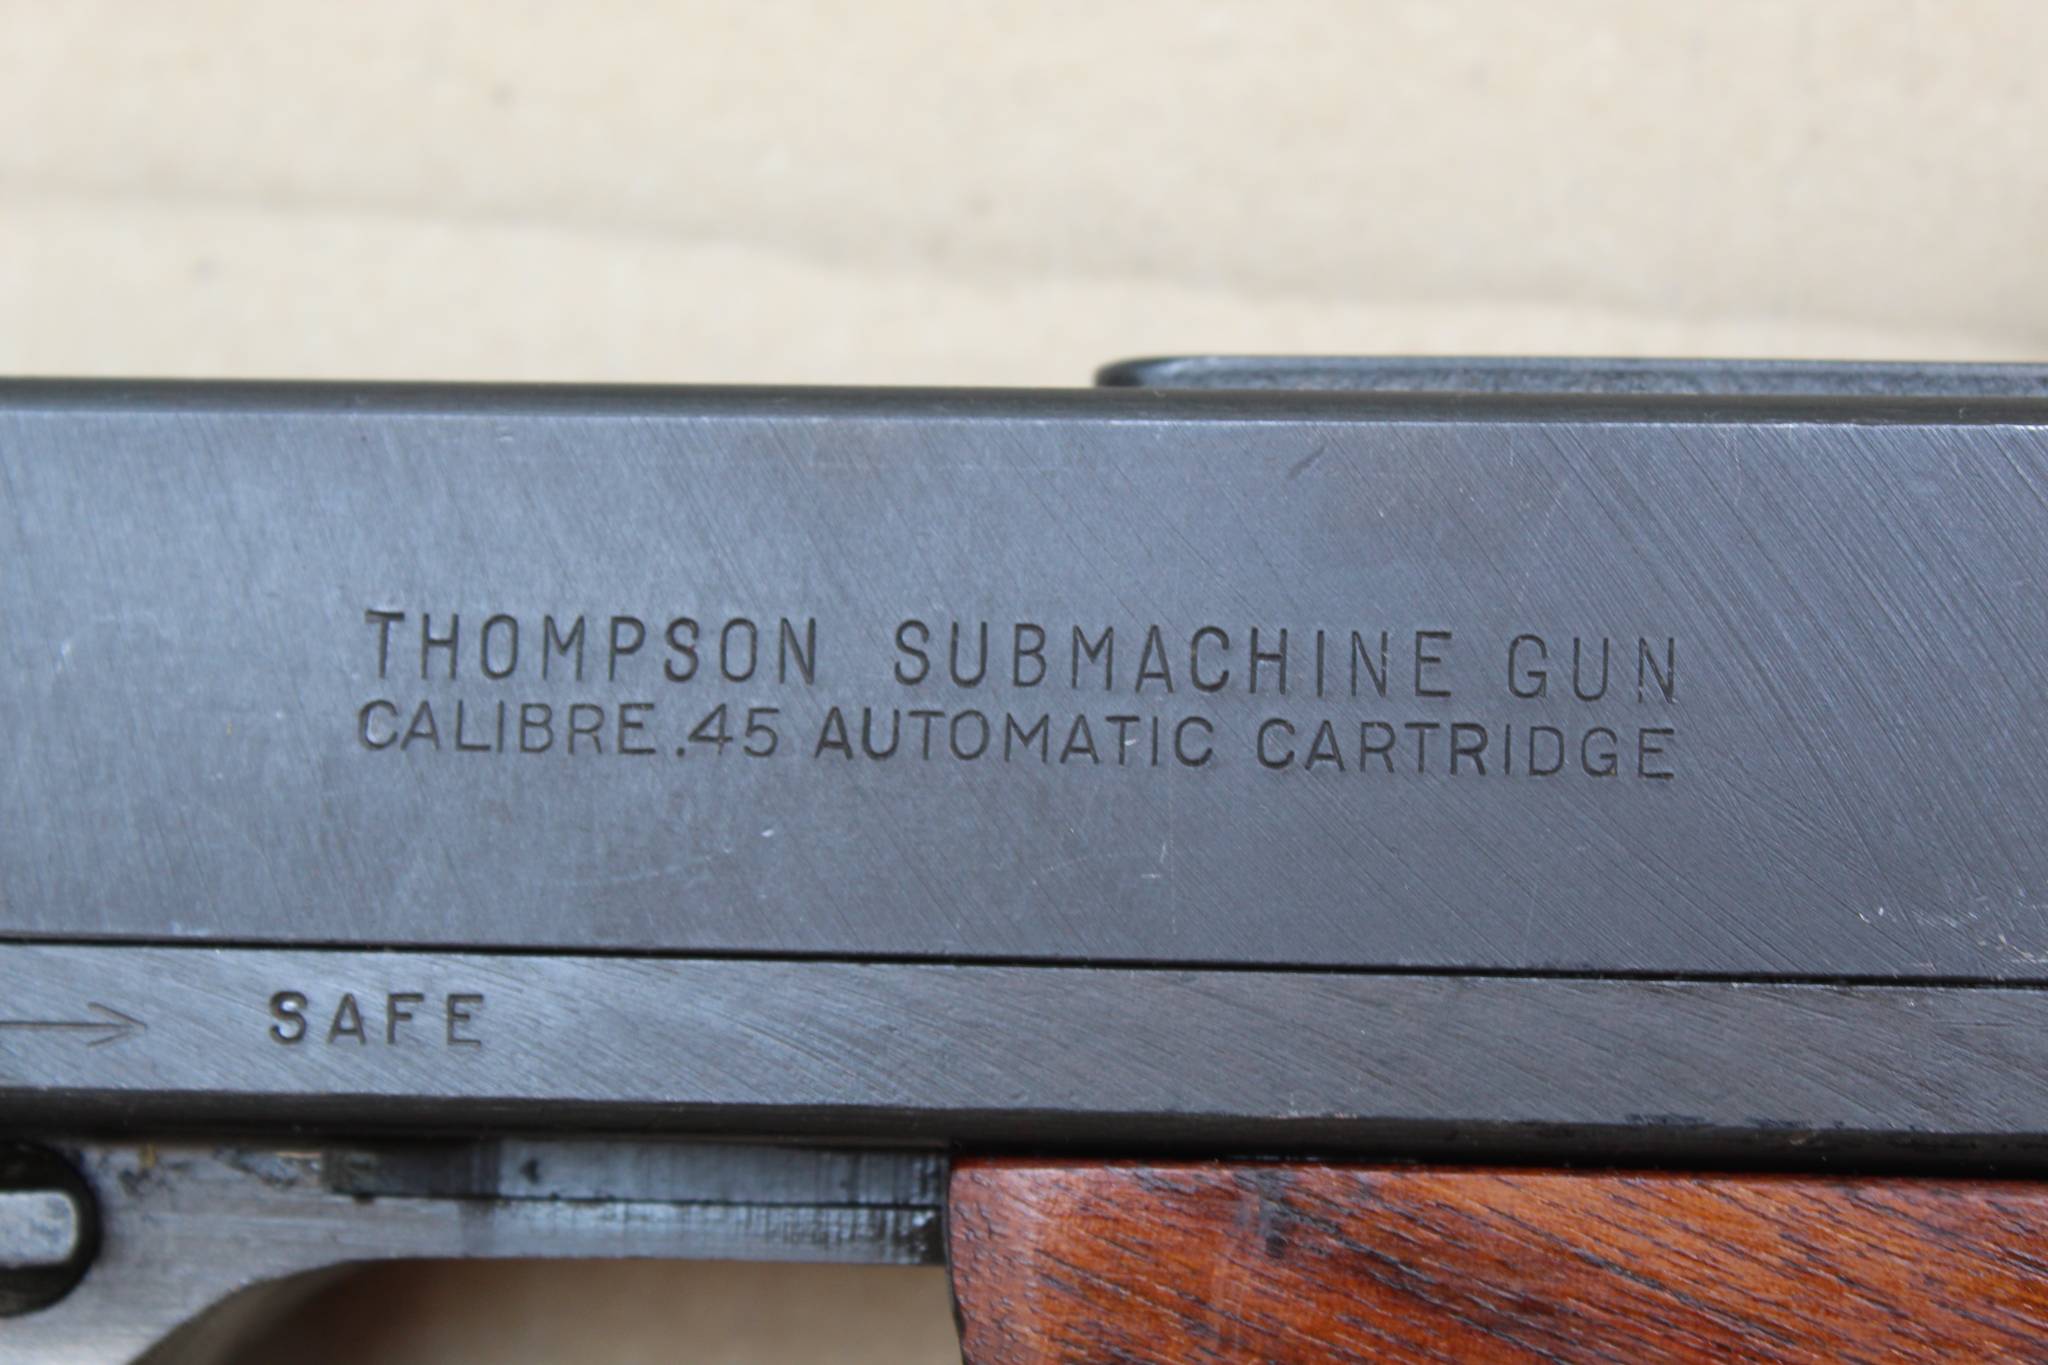 THOMPSON SUBMACHINE GUN
CALIBRE .45 AUTOMATIC CARTRIDGE
SAFE